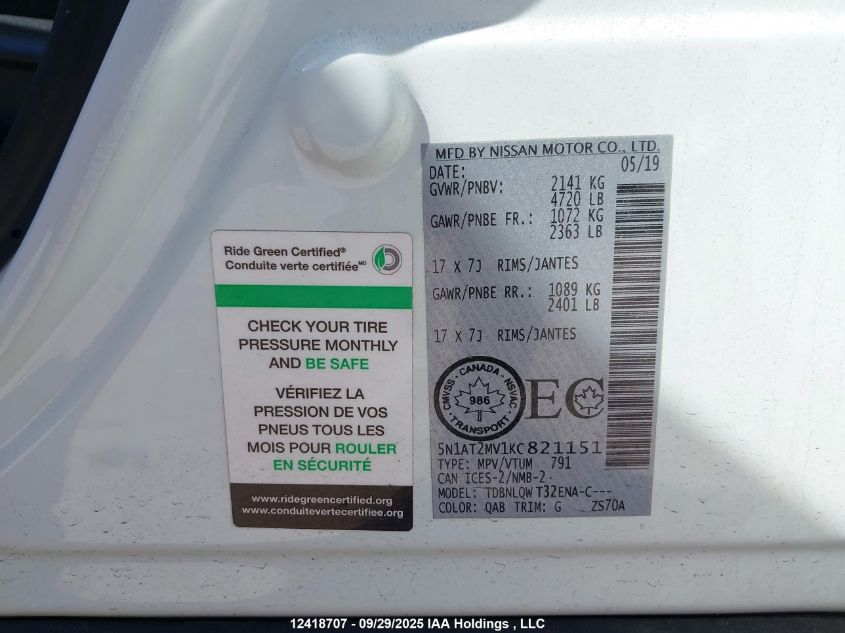 Ride Green Certified®
Conduite verte certifiéeMD
CHECK YOUR TIRE
PRESSURE MONTHLY
AND BE SAFE
VÉRIFIEZ LA
PRESSION DE VOS
PNEUS TOUS LES
MOIS POUR ROULER
EN SÉCURITÉ
www.ridegreencertified.org
www.conduitevertecertifiee.org
MFD BY NISSAN MOTOR CO., LTD.
DATE: 05/19
GVWR/PNBV: 2141 KG
4720 LB
GAWR/PNBE FR.: 1072 KG
2363 LB
17 X 7J RIMS/JANTES
GAWR/PNBE RR.: 1089 KG
2401 LB
17 X 7J RIMS/JANTES
CMVSS - CANADA - NSVAC
986
TRANSPORT
EC
5N1AT2MV1KC821151
TYPE: MPV/VTUM 791
CAN ICES-2/NMB-2
MODEL: TDBNLQWT32ENA-C---
COLOR: QAB TRIM: G ZS70A
12418707 - 09/29/2025 IAA Holdings , LLC